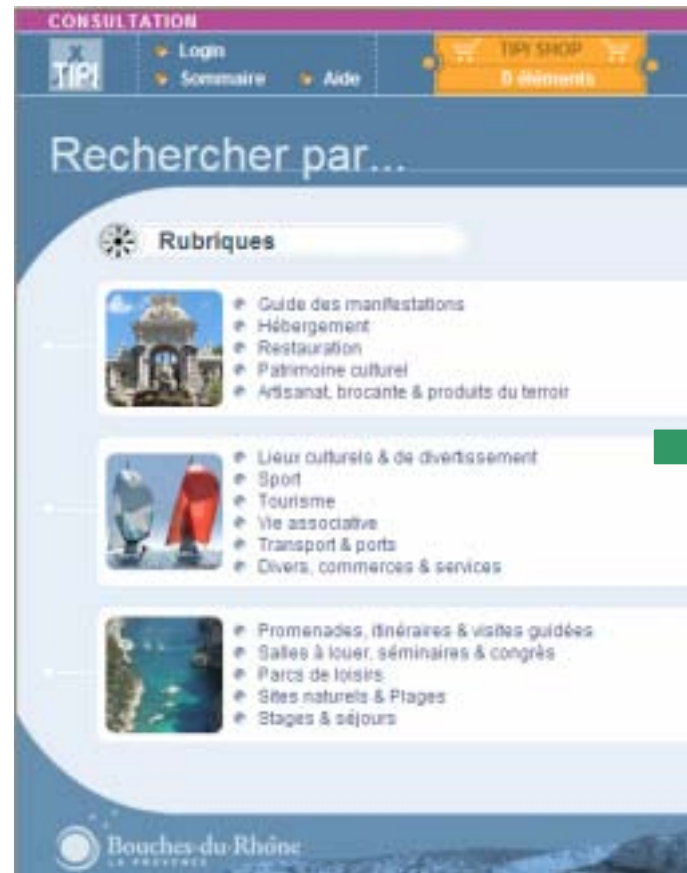 CONSULTATION
TIPI
Login
Sommaire Aide
TIPI SHOP
0 éléments
Rechercher par...
Rubriques
Guide des manifestations
Hébergement
Restauration
Patrimoine culturel
Artisanat, brocante & produits du terroir
Lieux culturels & de divertissement
Sport
Tourisme
Vie associative
Transport & ports
Divers, commerces & services
Promenades, itinéraires & visites guidées
Salles à louer, séminaires & congrès
Parcs de loisirs
Sites naturels & Plages
Stages & séjours
Bouches-du-Rhône
LA PROVENCE